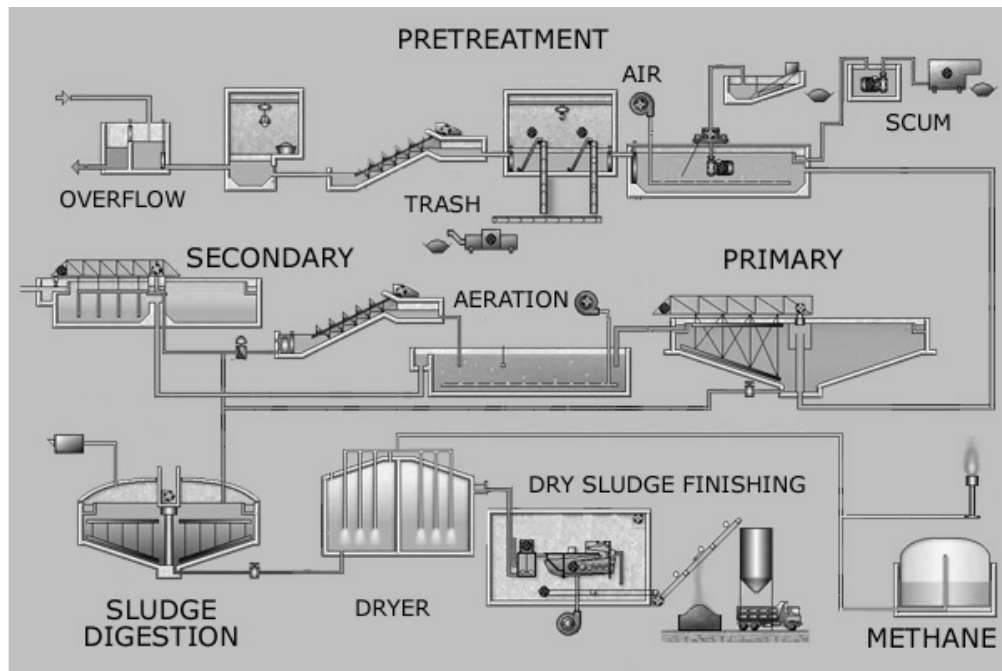 PRETREATMENT
AIR
SCUM
OVERFLOW
TRASH
SECONDARY
PRIMARY
AERATION
DRY SLUDGE FINISHING
SLUDGE
DIGESTION
DRYER
METHANE